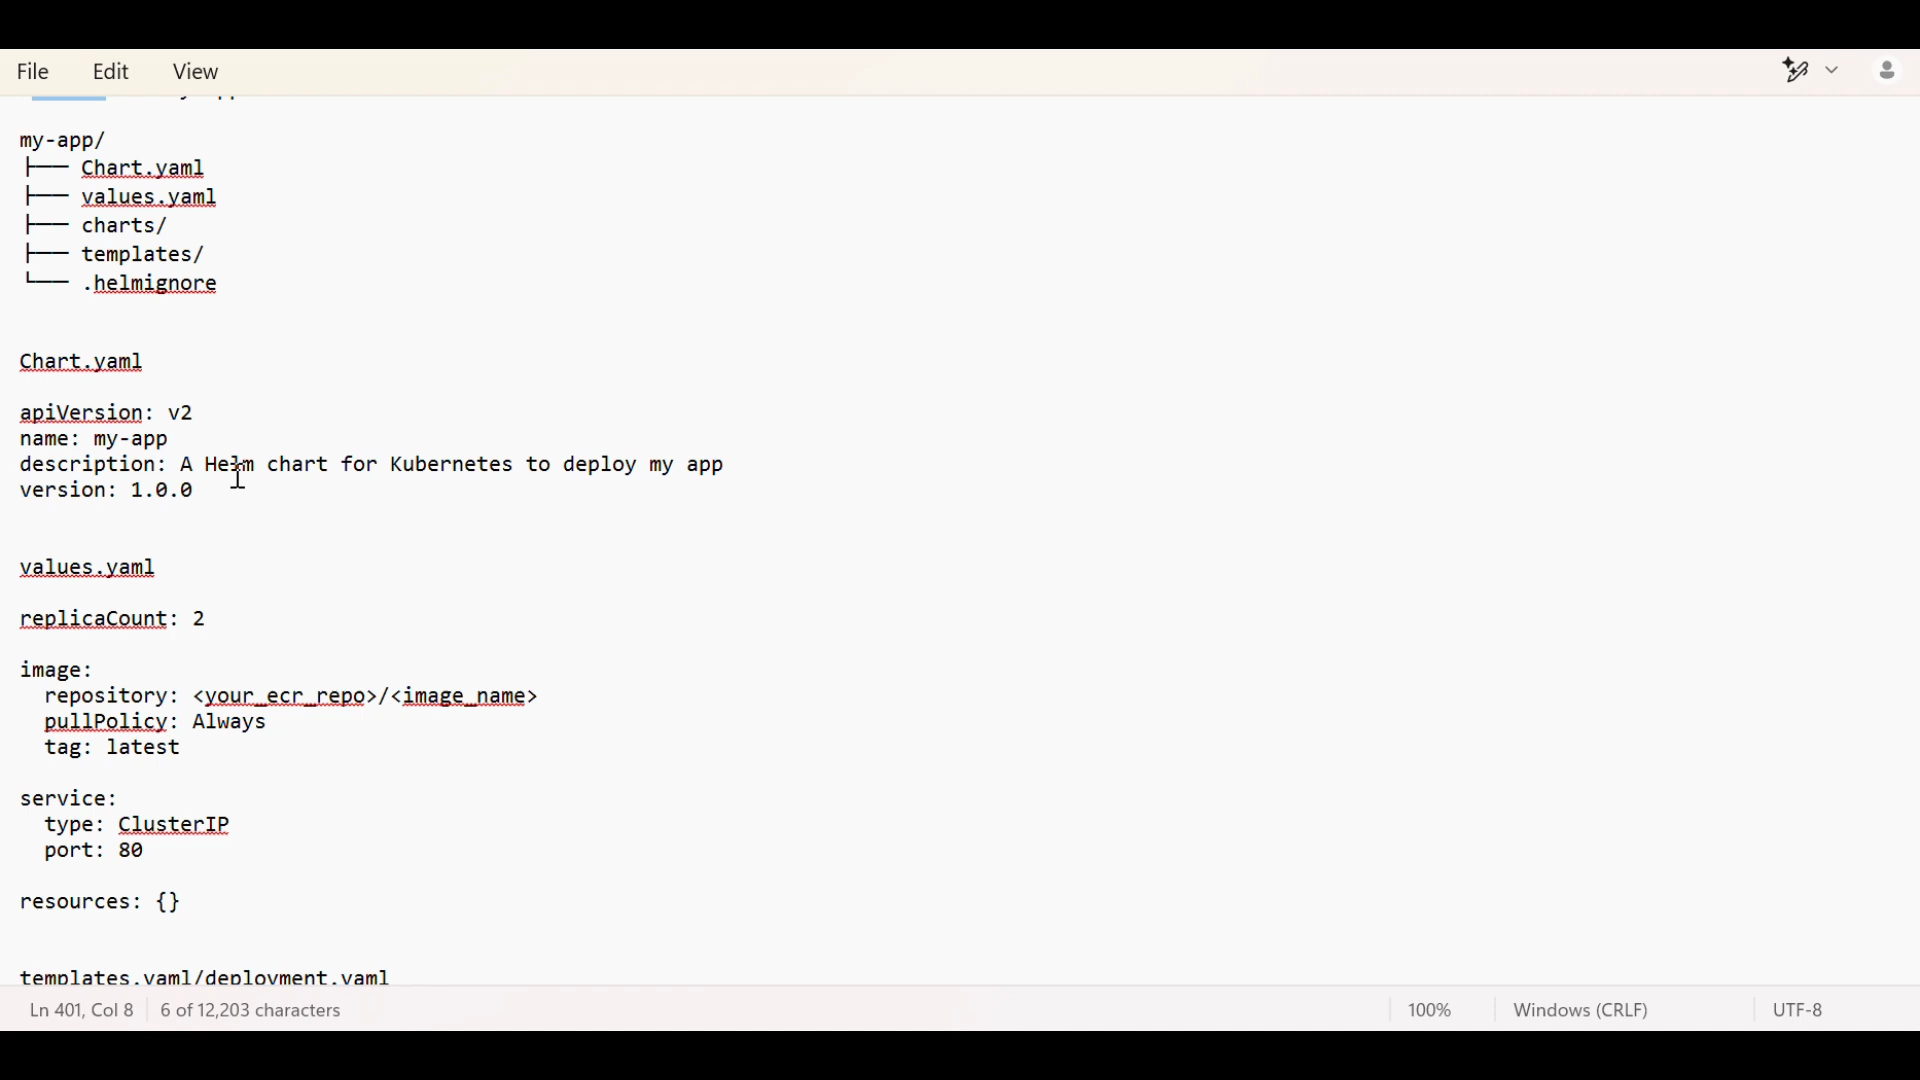 File Edit View
my-app/
├── Chart.yaml
├── values.yaml
├── charts/
├── templates/
└── .helmignore
Chart.yaml
apiVersion: v2
name: my-app
description: A Helm chart for Kubernetes to deploy my app
version: 1.0.0
values.yaml
replicaCount: 2
image:
  repository: <your_ecr_repo>/<image_name>
  pullPolicy: Always
  tag: latest
service:
  type: ClusterIP
  port: 80
resources: {}
templates.yaml/deployment.yaml
Ln 401, Col 8 6 of 12,203 characters 100% Windows (CRLF) UTF-8